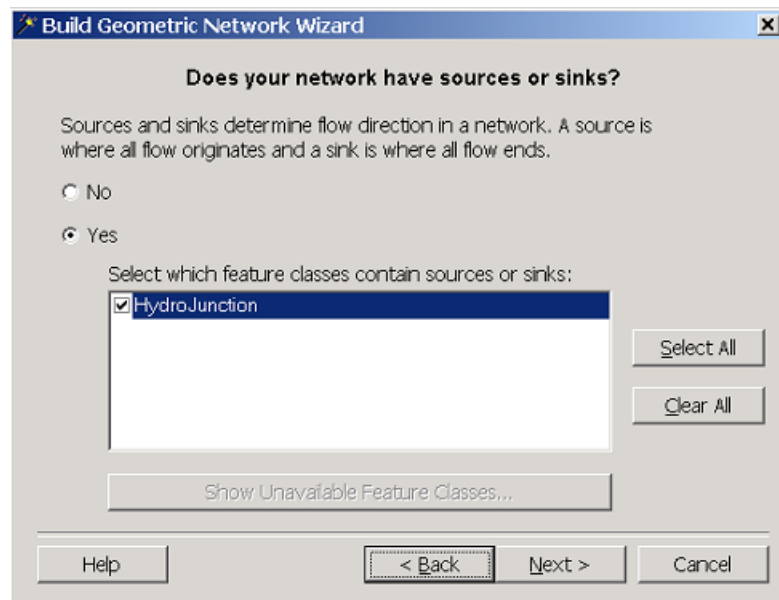 Build Geometric Network Wizard
Does your network have sources or sinks?
Sources and sinks determine flow direction in a network. A source is
where all flow originates and a sink is where all flow ends.
No
Yes
Select which feature classes contain sources or sinks:
HydroJunction
Select All
Clear All
Show Unavailable Feature Classes...
Help
< Back
Next >
Cancel